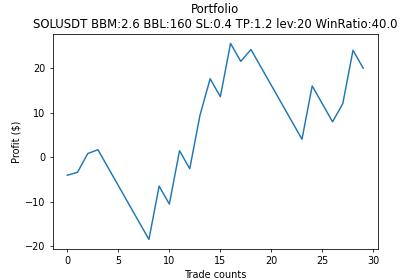 Portfolio
SOLUSDT BBM:2.6 BBL:160 SL:0.4 TP:1.2 lev:20 WinRatio:40.0
Profit ($)
20
10
0
−10
−20
0 5 10 15 20 25 30
Trade counts